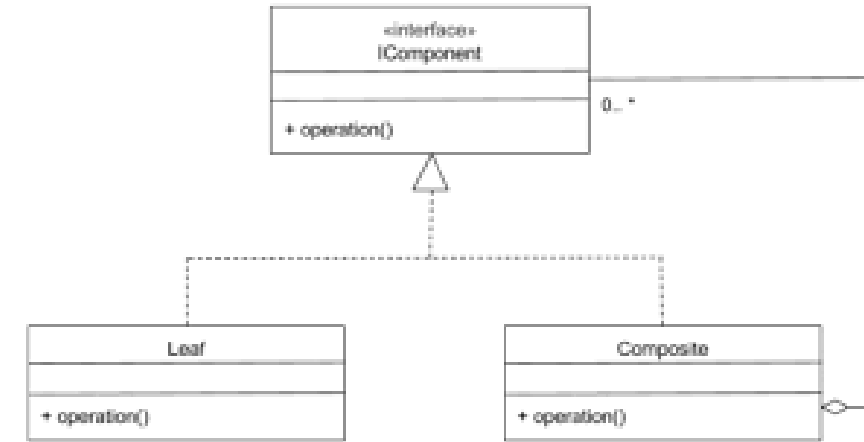 «interface»
IComponent
0.. *
+ operation()
Leaf
Composite
+ operation()
+ operation()